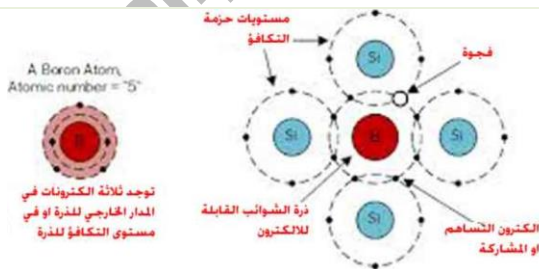 مستويات حزمة
التكافؤ
فجوة
A Boron Atom,
Atomic number = "5"
Si
B
Si
B
Si
Si
توجد ثلاثة الكترونات في
المدار الخارجي للذرة او في
مستوى التكافؤ للذرة
ذرة الشوائب القابلة
للالكترون
الكترون التساهم
او المشاركة